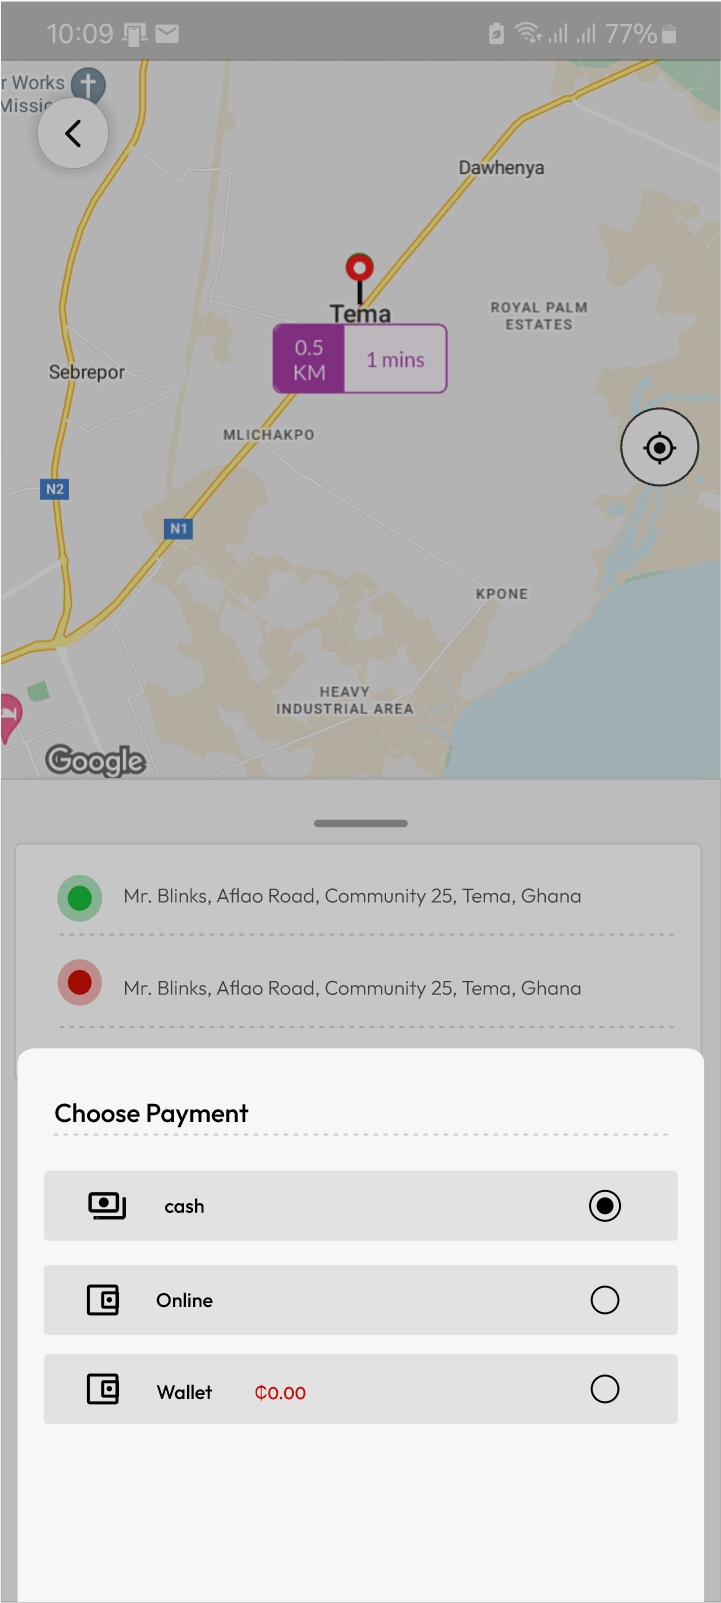 10:09
77%
r Works
Missic
Dawhenya
Tema
ROYAL PALM
ESTATES
0.5
KM
1 mins
Sebrepor
MLICHAKPO
N2
N1
KPONE
HEAVY
INDUSTRIAL AREA
Google
Mr. Blinks, Aflao Road, Community 25, Tema, Ghana
Mr. Blinks, Aflao Road, Community 25, Tema, Ghana
Choose Payment
cash
Online
Wallet ₵0.00